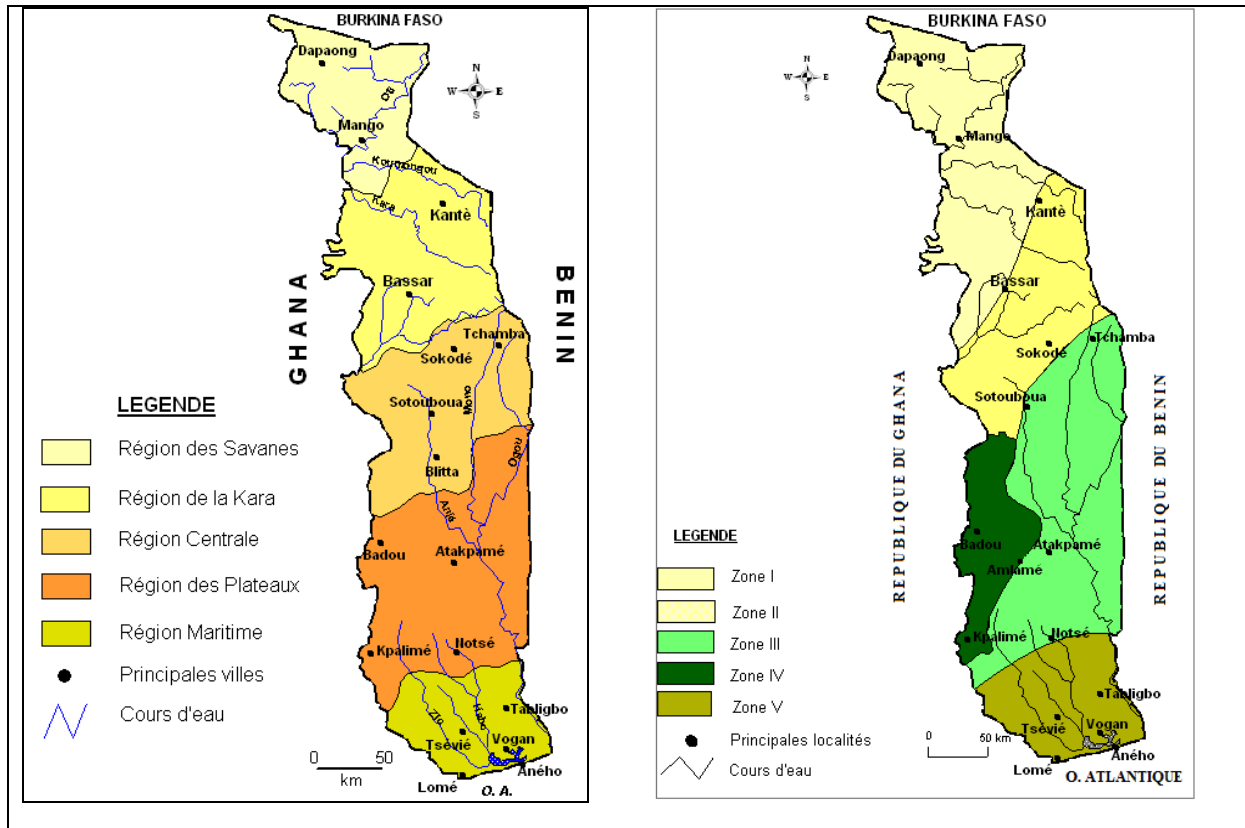 BURKINA FASO
Dapaong
N
W E
S
Oti
Mango
Koumongou
Kara
Kantè
GHANA
BENIN
Bassar
Tchamba
Sokodé
Sotouboua
Mono
Ogou
Blitta
Anié
Badou
Atakpamé
Kpalimé
Notsé
Zio
Haho
Tabligbo
Tsévié
Vogan
Aného
Lomé
O. A.
LEGENDE
Région des Savanes
Région de la Kara
Région Centrale
Région des Plateaux
Région Maritime
Principales villes
Cours d'eau
0 50
km
BURKINA FASO
Dapaong
N
W E
S
Mango
Kantè
Bassar
Tchamba
Sokodé
Sotouboua
REPUBLIQUE DU GHANA
REPUBLIQUE DU BENIN
Badou
Atakpamé
Amlamé
Kpalimé
Notsé
Tabligbo
Tsévié
Vogan
Aného
Lomé
O. ATLANTIQUE
LEGENDE
Zone I
Zone II
Zone III
Zone IV
Zone V
Principales localités
Cours d'eau
0 50 km